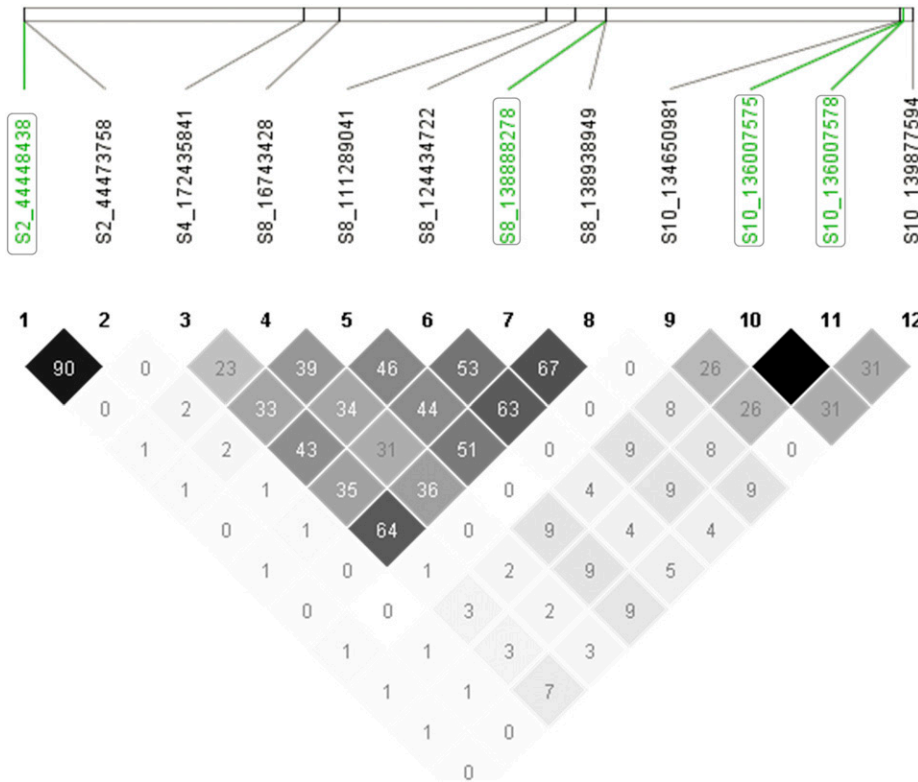 S2_44448438
S2_44473758
S4_172435841
S8_16743428
S8_111289041
S8_124434722
S8_138888278
S8_138938949
S10_134650981
S10_136007575
S10_136007578
S10_139877594
1 2 3 4 5 6 7 8 9 10 11 12
90 0 23 39 46 53 67 0 26 31
0 2 33 34 44 63 0 8 26 31
1 2 43 31 51 0 9 8 0
1 1 35 36 0 4 9 9
0 1 64 0 9 4 4
1 0 1 2 9 5
0 0 3 2 9
1 1 3 3
1 1 7
1 0
0